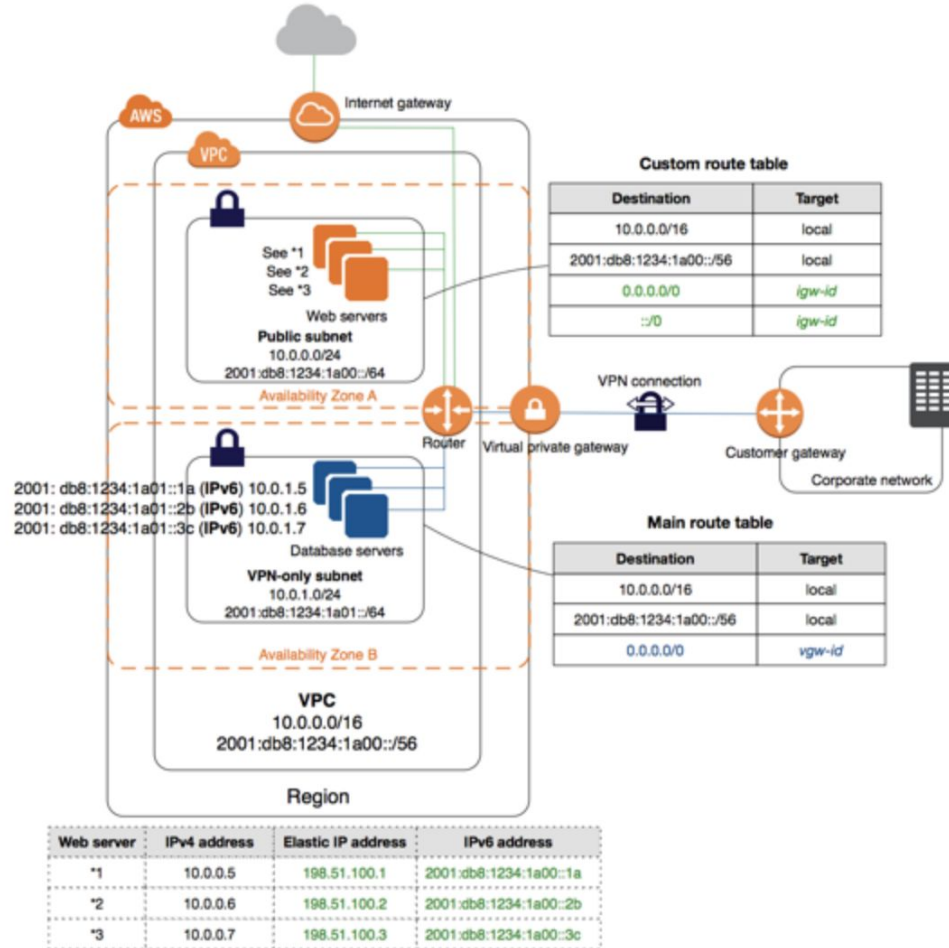 Internet gateway
AWS
VPC
See *1
See *2
See *3
Web servers
Public subnet
10.0.0.0/24
2001:db8:1234:1a00::/64
Availability Zone A
Custom route table
Destination Target
10.0.0.0/16 local
2001:db8:1234:1a00::/56 local
0.0.0.0/0 igw-id
::/0 igw-id
Router
Virtual private gateway
VPN connection
Customer gateway
Corporate network
2001: db8:1234:1a01::1a (IPv6) 10.0.1.5
2001: db8:1234:1a01::2b (IPv6) 10.0.1.6
2001: db8:1234:1a01::3c (IPv6) 10.0.1.7
Database servers
VPN-only subnet
10.0.1.0/24
2001:db8:1234:1a01::/64
Availability Zone B
Main route table
Destination Target
10.0.0.0/16 local
2001:db8:1234:1a00::/56 local
0.0.0.0/0 vgw-id
VPC
10.0.0.0/16
2001:db8:1234:1a00::/56
Region
Web server IPv4 address Elastic IP address IPv6 address
*1 10.0.0.5 198.51.100.1 2001:db8:1234:1a00::1a
*2 10.0.0.6 198.51.100.2 2001:db8:1234:1a00::2b
*3 10.0.0.7 198.51.100.3 2001:db8:1234:1a00::3c